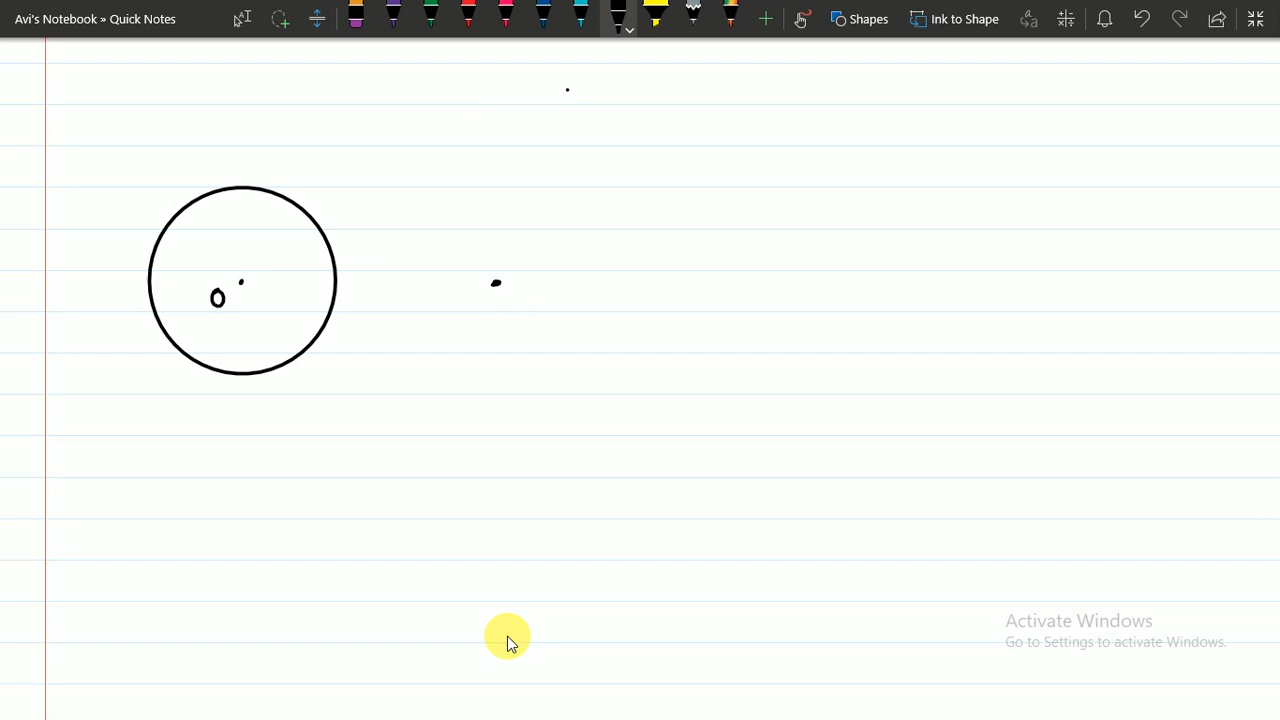 Avi's Notebook » Quick Notes
Shapes
Ink to Shape
O
Activate Windows
Go to Settings to activate Windows.